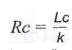 Rc = Lc/k